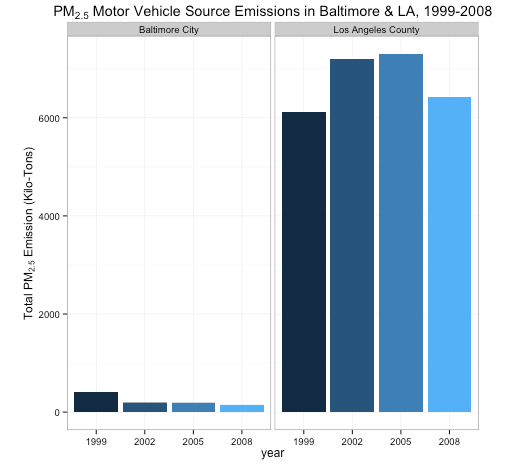 PM2.5 Motor Vehicle Source Emissions in Baltimore & LA, 1999-2008
Baltimore City
Los Angeles County
Total PM2.5 Emission (Kilo-Tons)
6000
4000
2000
0
1999 2002 2005 2008
1999 2002 2005 2008
year